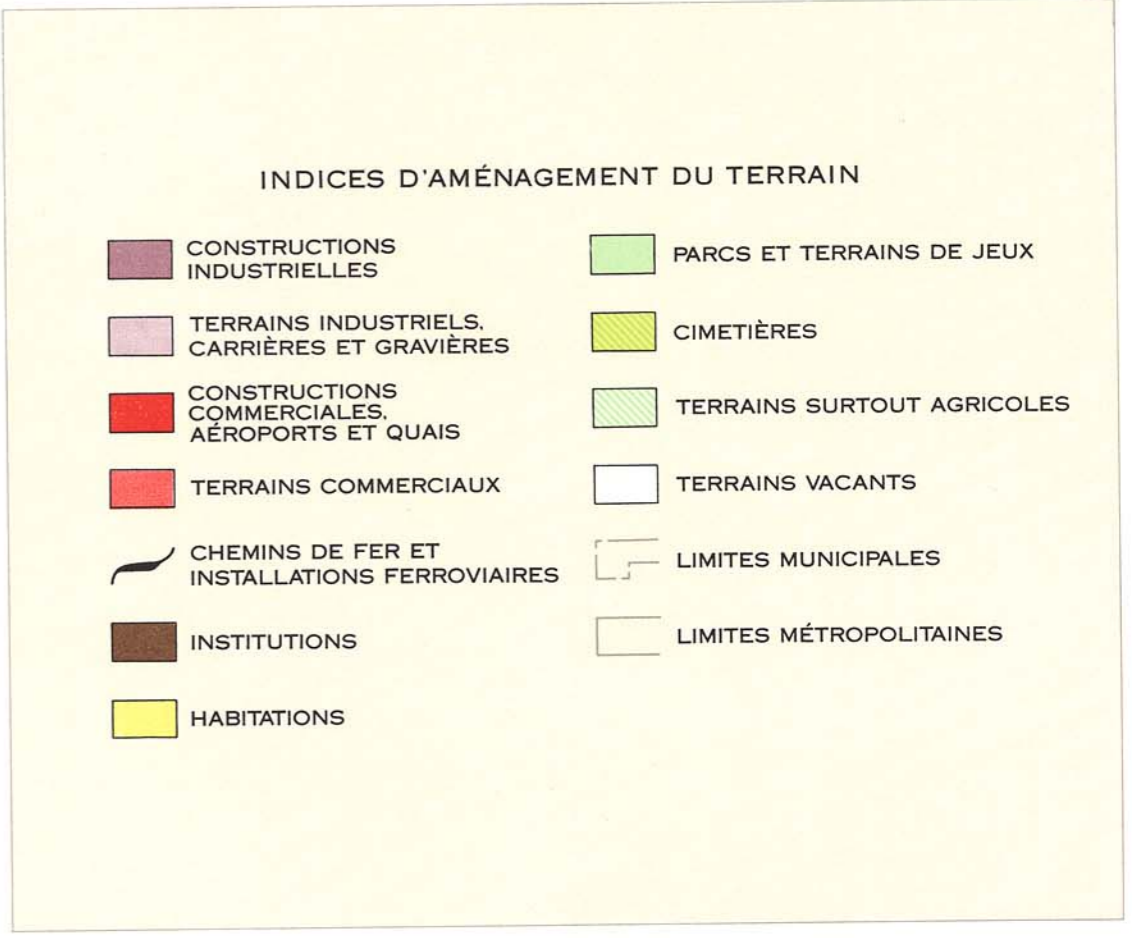 INDICES D'AMÉNAGEMENT DU TERRAIN
CONSTRUCTIONS
INDUSTRIELLES
TERRAINS INDUSTRIELS,
CARRIÈRES ET GRAVIÈRES
CONSTRUCTIONS
COMMERCIALES,
AÉROPORTS ET QUAIS
TERRAINS COMMERCIAUX
CHEMINS DE FER ET
INSTALLATIONS FERROVIAIRES
INSTITUTIONS
HABITATIONS
PARCS ET TERRAINS DE JEUX
CIMETIÈRES
TERRAINS SURTOUT AGRICOLES
TERRAINS VACANTS
LIMITES MUNICIPALES
LIMITES MÉTROPOLITAINES